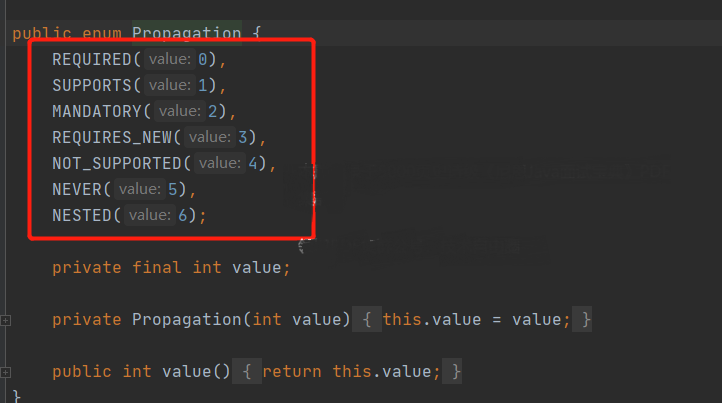 public enum Propagation {
REQUIRED( value: 0),
SUPPORTS( value: 1),
MANDATORY( value: 2),
REQUIRES_NEW( value: 3),
NOT_SUPPORTED( value: 4),
NEVER( value: 5),
NESTED( value: 6);
private final int value;
private Propagation(int value) { this.value = value; }
public int value() { return this.value; }
}